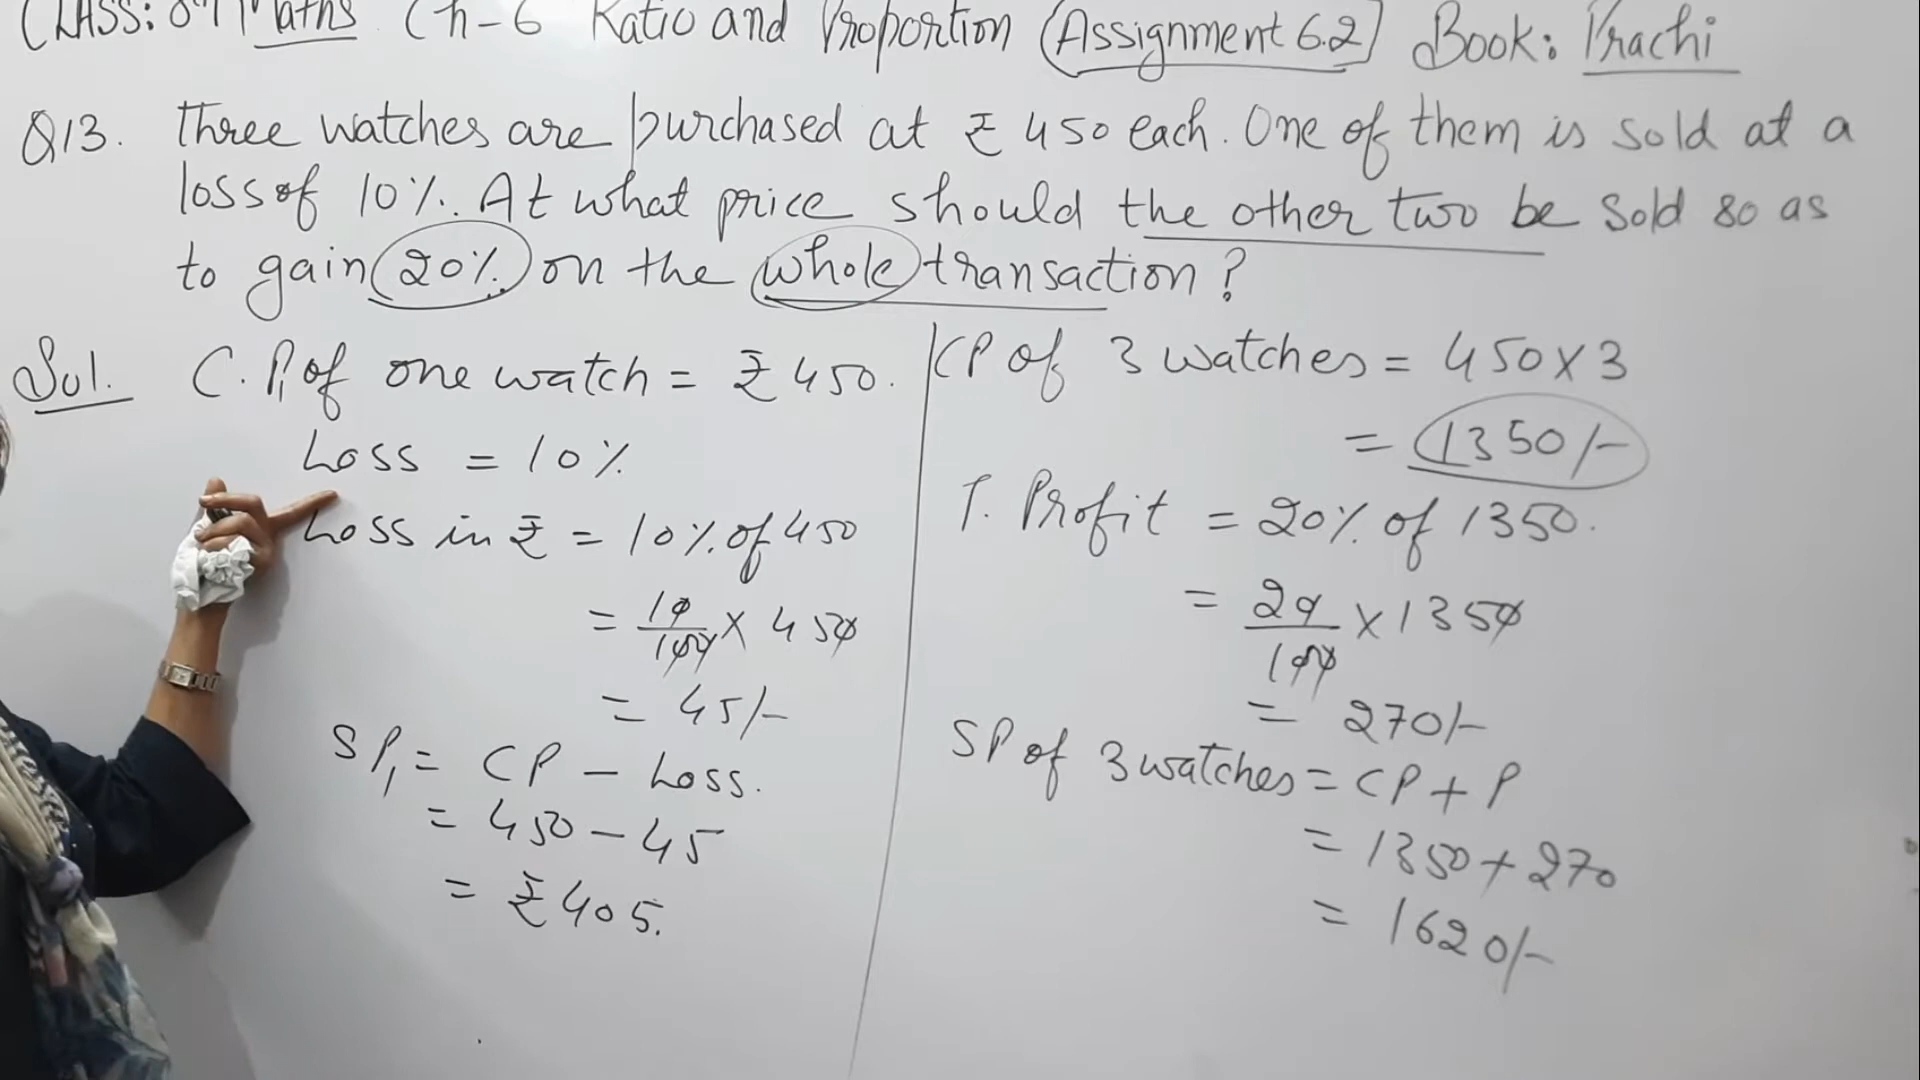 CLASS: 8th Maths Ch-6 Ratio and Proportion (Assignment 6.2) Book: Prachi
Q13. Three watches are purchased at ₹ 450 each. One of them is sold at a
loss of 10%. At what price should the other two be sold so as
to gain 20% on the whole transaction?
Sol. C.P₁ of one watch = ₹ 450.
Loss = 10%
Loss in ₹ = 10% of 450
= 10/100 × 450
= 45/-
SP₁ = CP - Loss.
= 450 - 45
= ₹ 405.
CP of 3 watches = 450 × 3
= 1350/-
T. Profit = 20% of 1350.
= 20/100 × 1350
= 270/-
SP of 3 watches = CP + P
= 1350 + 270
= 1620/-